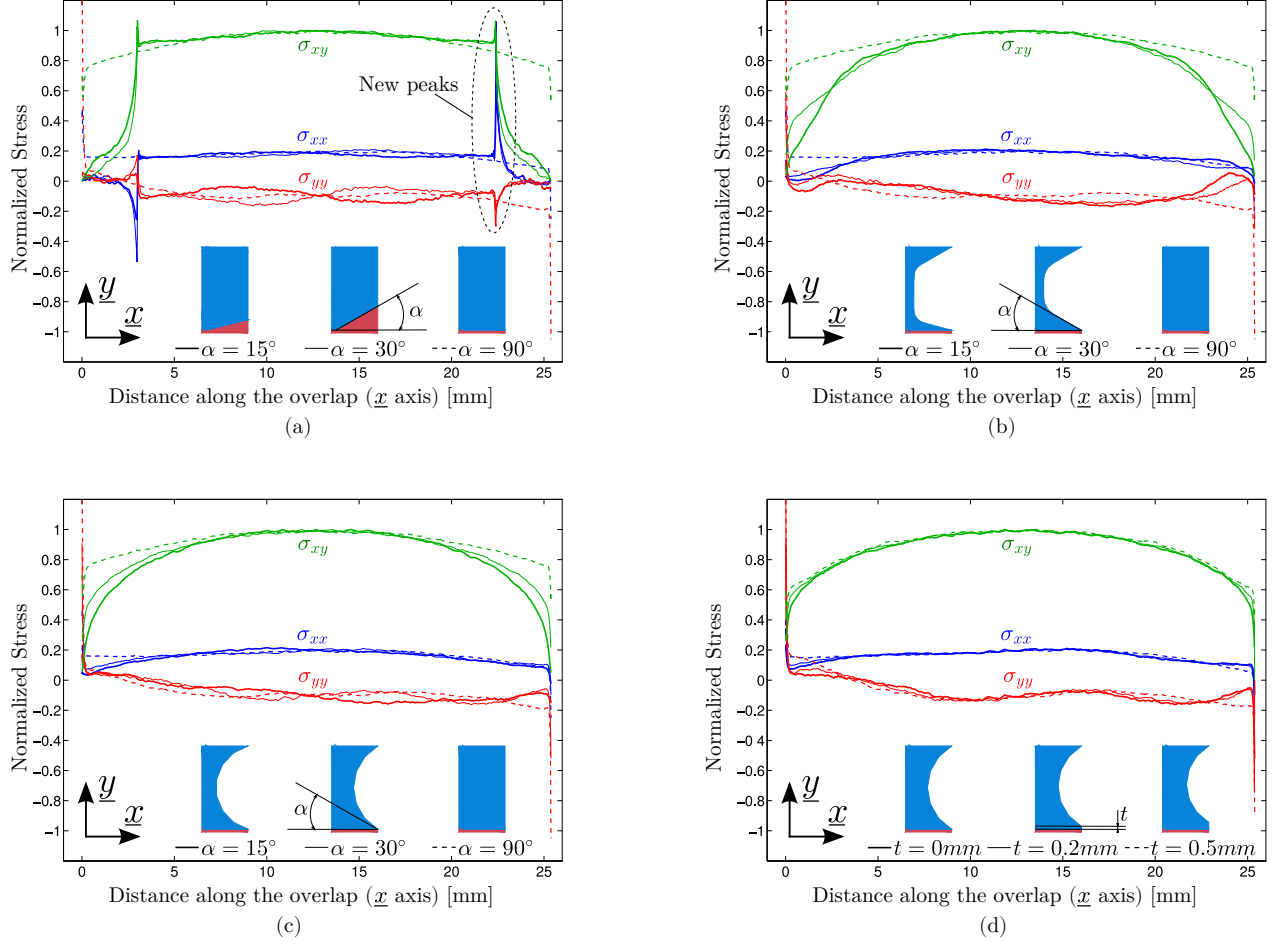 1
0.8
0.6
0.4
0.2
0
−0.2
−0.4
−0.6
−0.8
−1
Normalized Stress
σxy
σxx
σyy
New peaks
y
x
α
α = 15° α = 30° α = 90°
0 5 10 15 20 25
Distance along the overlap (x axis) [mm]
(a)
1
0.8
0.6
0.4
0.2
0
−0.2
−0.4
−0.6
−0.8
−1
Normalized Stress
σxy
σxx
σyy
y
x
α
α = 15° α = 30° α = 90°
0 5 10 15 20 25
Distance along the overlap (x axis) [mm]
(b)
1
0.8
0.6
0.4
0.2
0
−0.2
−0.4
−0.6
−0.8
−1
Normalized Stress
σxy
σxx
σyy
y
x
α
α = 15° α = 30° α = 90°
0 5 10 15 20 25
Distance along the overlap (x axis) [mm]
(c)
1
0.8
0.6
0.4
0.2
0
−0.2
−0.4
−0.6
−0.8
−1
Normalized Stress
σxy
σxx
σyy
y
x
t
t = 0mm t = 0.2mm t = 0.5mm
0 5 10 15 20 25
Distance along the overlap (x axis) [mm]
(d)